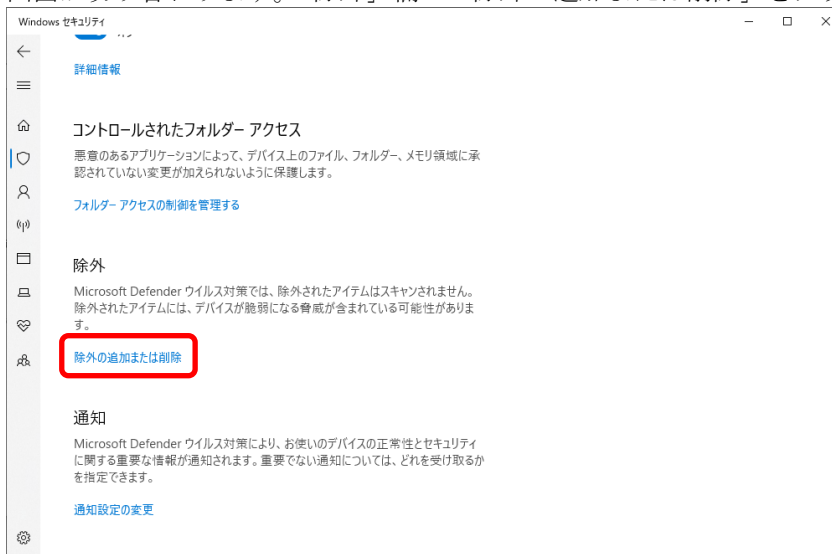 Windows セキュリティ
詳細情報
コントロールされたフォルダー アクセス
悪意のあるアプリケーションによって、デバイス上のファイル、フォルダー、メモリ領域に承
認されていない変更が加えられないように保護します。
フォルダー アクセスの制御を管理する
除外
Microsoft Defender ウイルス対策では、除外されたアイテムはスキャンされません。
除外されたアイテムには、デバイスが脆弱になる脅威が含まれている可能性がありま
す。
除外の追加または削除
通知
Microsoft Defender ウイルス対策により、お使いのデバイスの正常性とセキュリティ
に関する重要な情報が通知されます。重要でない通知については、どれを受け取るか
を指定できます。
通知設定の変更